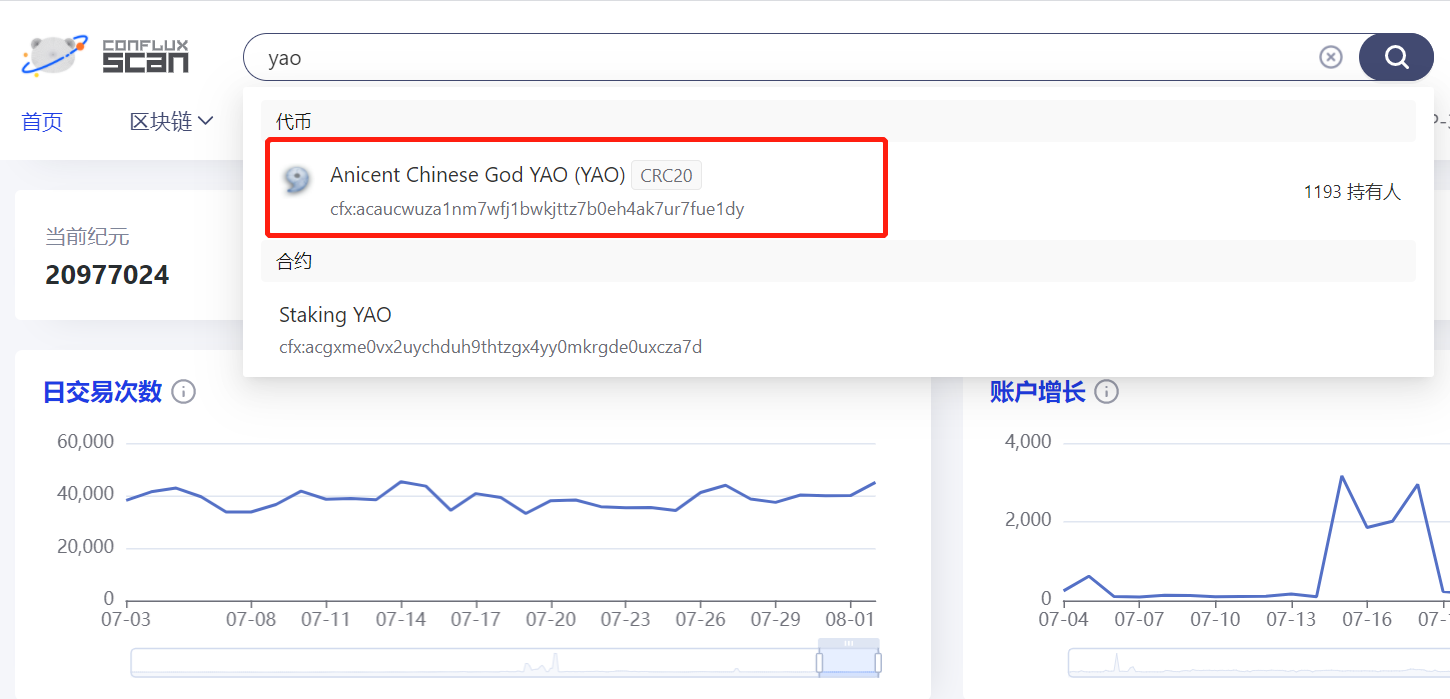 CONFLUX
SCAN
yao
首页
区块链
代币
Anicent Chinese God YAO (YAO) CRC20
cfx:acaucwuza1nm7wfj1bwkjttz7b0eh4ak7ur7fue1dy
1193 持有人
合约
Staking YAO
cfx:acgxme0vx2uychduh9thtzgx4yy0mkrgde0uxcza7d
当前纪元
20977024
日交易次数
60,000
40,000
20,000
0
07-03 07-08 07-11 07-14 07-17 07-20 07-23 07-26 07-29 08-01
账户增长
4,000
2,000
0
07-04 07-07 07-10 07-13 07-16